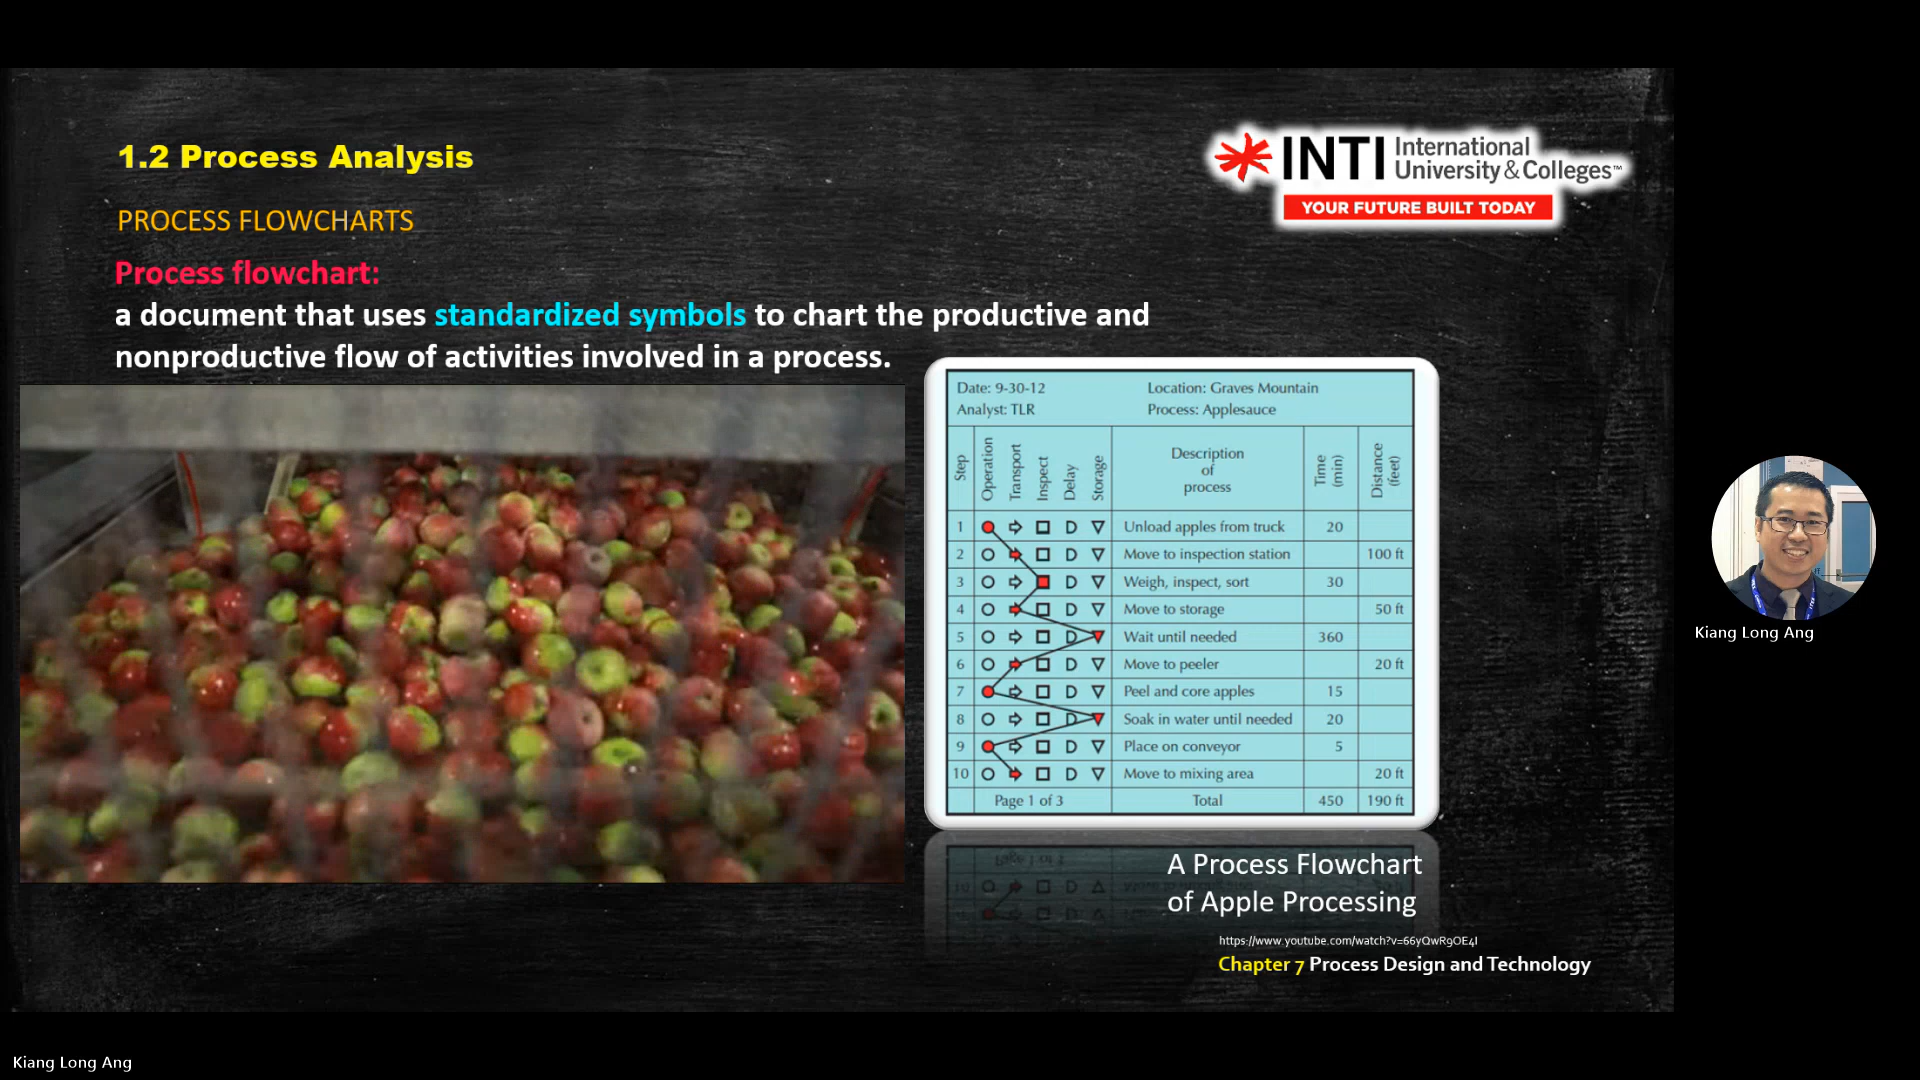 1.2 Process Analysis
INTI International
University & Colleges™
YOUR FUTURE BUILT TODAY
PROCESS FLOWCHARTS
Process flowchart:
a document that uses standardized symbols to chart the productive and
nonproductive flow of activities involved in a process.
Date: 9-30-12 Location: Graves Mountain
Analyst: TLR Process: Applesauce
Step Operation Transport Inspect Delay Storage Description of process Time (min) Distance (feet)
1 D Unload apples from truck 20
2 D Move to inspection station 100 ft
3 D Weigh, inspect, sort 30
4 D Move to storage 50 ft
5 D Wait until needed 360
6 D Move to peeler 20 ft
7 D Peel and core apples 15
8 D Soak in water until needed 20
9 D Place on conveyor 5
10 D Move to mixing area 20 ft
Page 1 of 3 Total 450 190 ft
A Process Flowchart
of Apple Processing
https://www.youtube.com/watch?v=66yQwR9OE4I
Chapter 7 Process Design and Technology
Kiang Long Ang
Kiang Long Ang